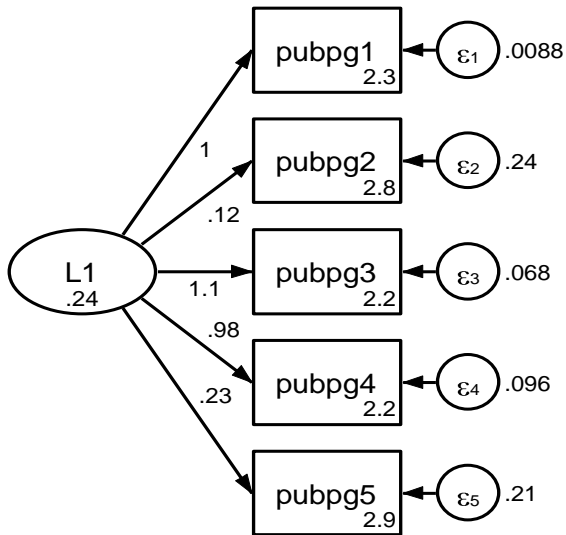 pubpg1
2.3
ε1
.0088
1
pubpg2
2.8
ε2
.24
.12
L1
.24
pubpg3
2.2
ε3
.068
1.1
pubpg4
2.2
ε4
.096
.98
pubpg5
2.9
ε5
.21
.23